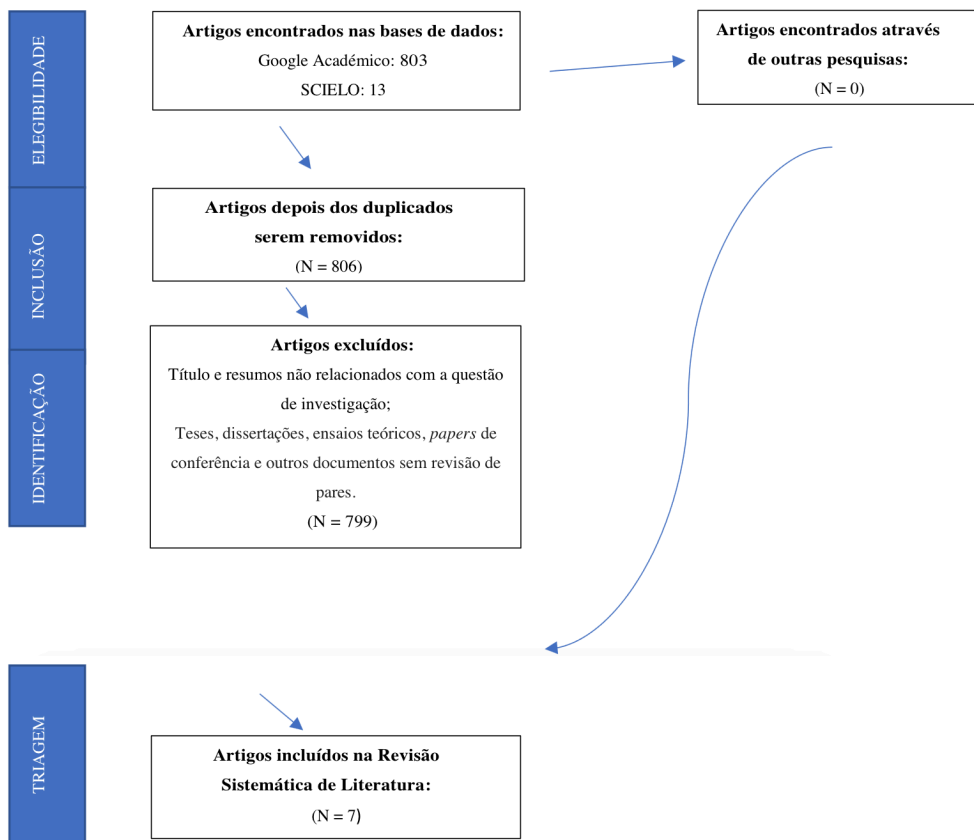 ELEGIBILIDADE
Artigos encontrados nas bases de dados:
Google Académico: 803
SCIELO: 13
Artigos encontrados através
de outras pesquisas:
(N = 0)
INCLUSÃO
Artigos depois dos duplicados
serem removidos:
(N = 806)
IDENTIFICAÇÃO
Artigos excluídos:
Título e resumos não relacionados com a questão
de investigação;
Teses, dissertações, ensaios teóricos, papers de
conferência e outros documentos sem revisão de
pares.
(N = 799)
TRIAGEM
Artigos incluídos na Revisão
Sistemática de Literatura:
(N = 7)